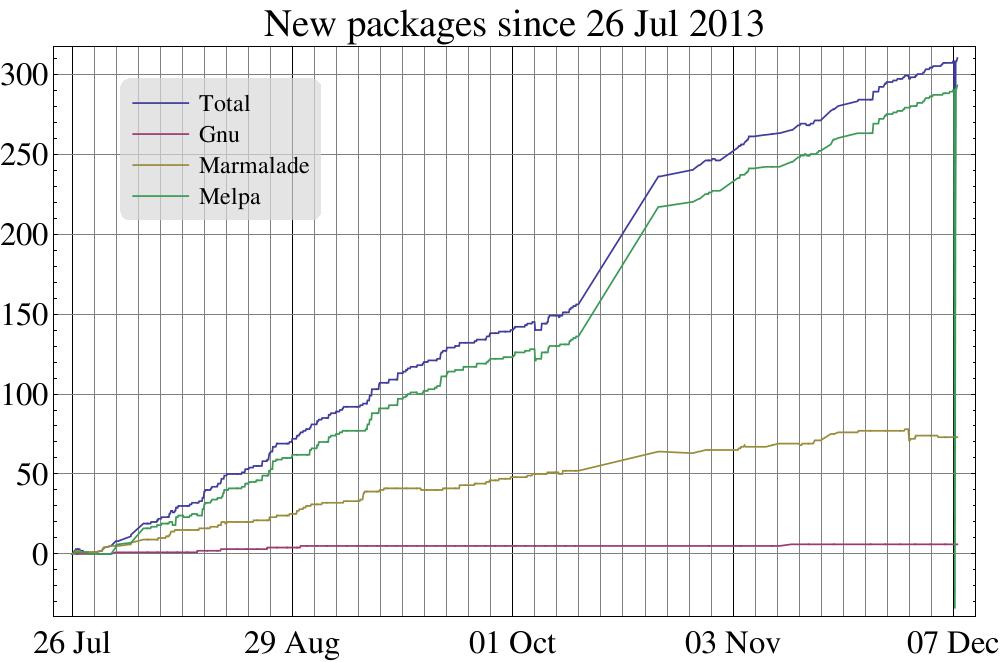 New packages since 26 Jul 2013
300
250
200
150
100
50
0
Total
Gnu
Marmalade
Melpa
26 Jul
29 Aug
01 Oct
03 Nov
07 Dec